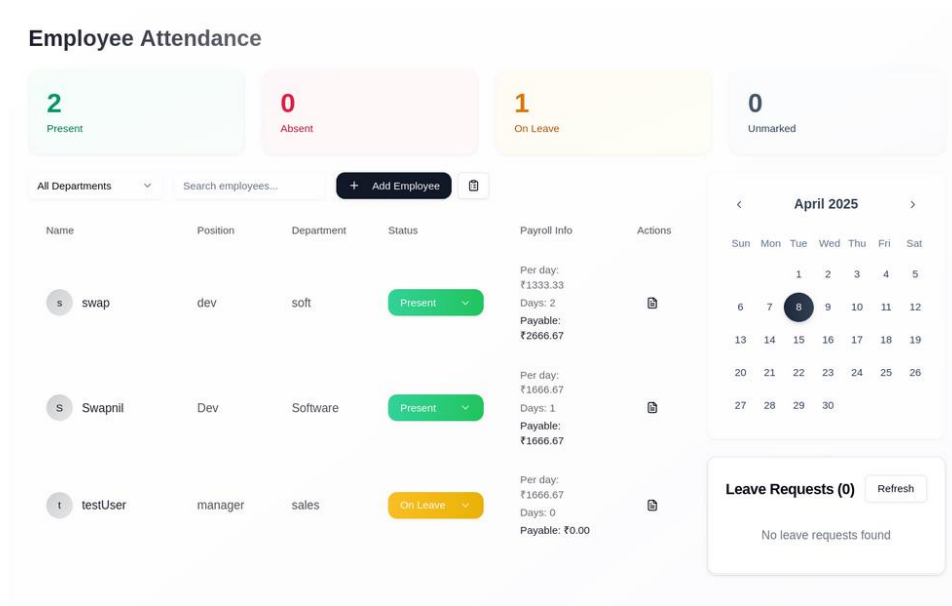 Employee Attendance
2
Present
0
Absent
1
On Leave
0
Unmarked
All Departments
Search employees...
+ Add Employee
Name Position Department Status Payroll Info Actions
s swap dev soft Present
Per day:
₹1333.33
Days: 2
Payable:
₹2666.67
S Swapnil Dev Software Present
Per day:
₹1666.67
Days: 1
Payable:
₹1666.67
t testUser manager sales On Leave
Per day:
₹1666.67
Days: 0
Payable: ₹0.00
April 2025
Sun Mon Tue Wed Thu Fri Sat
1 2 3 4 5
6 7 8 9 10 11 12
13 14 15 16 17 18 19
20 21 22 23 24 25 26
27 28 29 30
Leave Requests (0) Refresh
No leave requests found